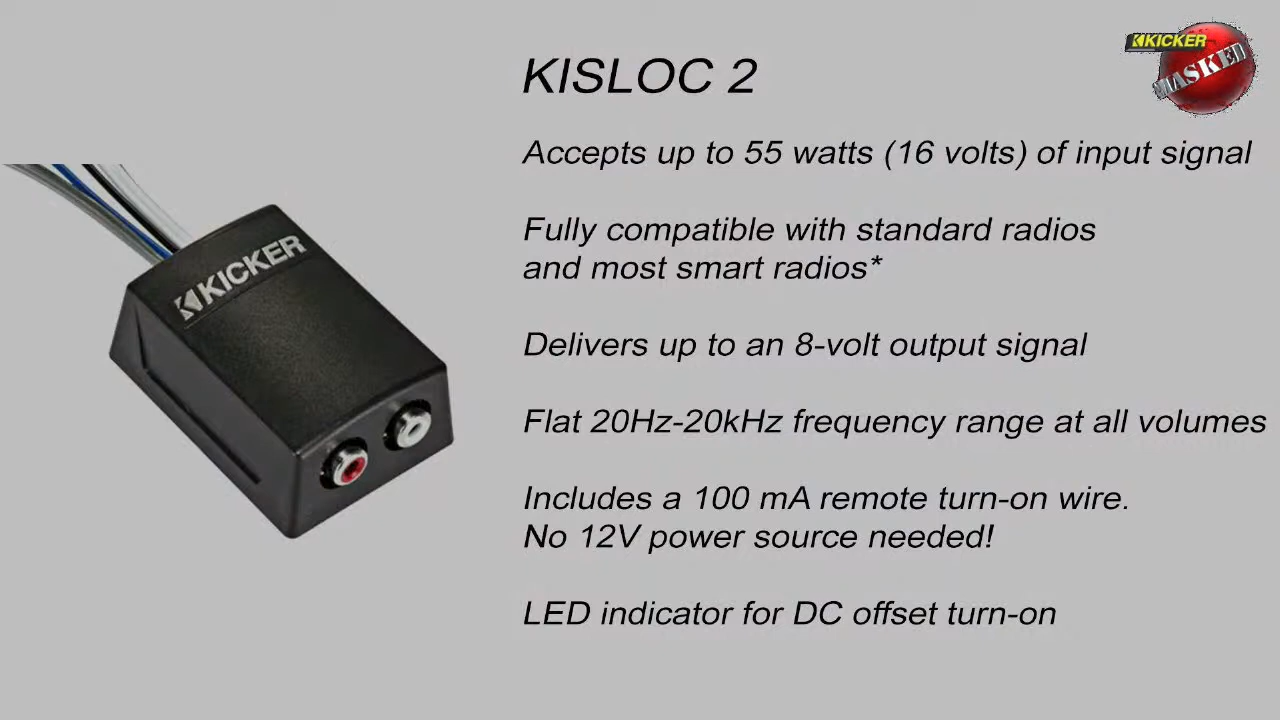 KISLOC 2
KICKER
MASKED
Accepts up to 55 watts (16 volts) of input signal
Fully compatible with standard radios
and most smart radios*
KICKER
Delivers up to an 8-volt output signal
Flat 20Hz-20kHz frequency range at all volumes
Includes a 100 mA remote turn-on wire.
No 12V power source needed!
LED indicator for DC offset turn-on